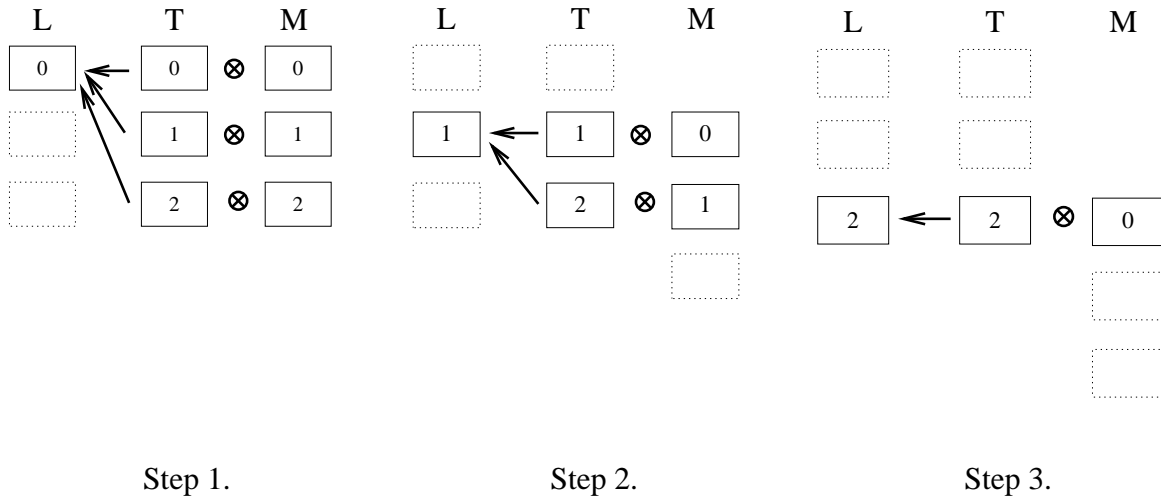 L T M
0 0 ⊗ 0
1 ⊗ 1
2 ⊗ 2
Step 1.
L T M
1 1 ⊗ 0
2 ⊗ 1
Step 2.
L T M
2 2 ⊗ 0
Step 3.